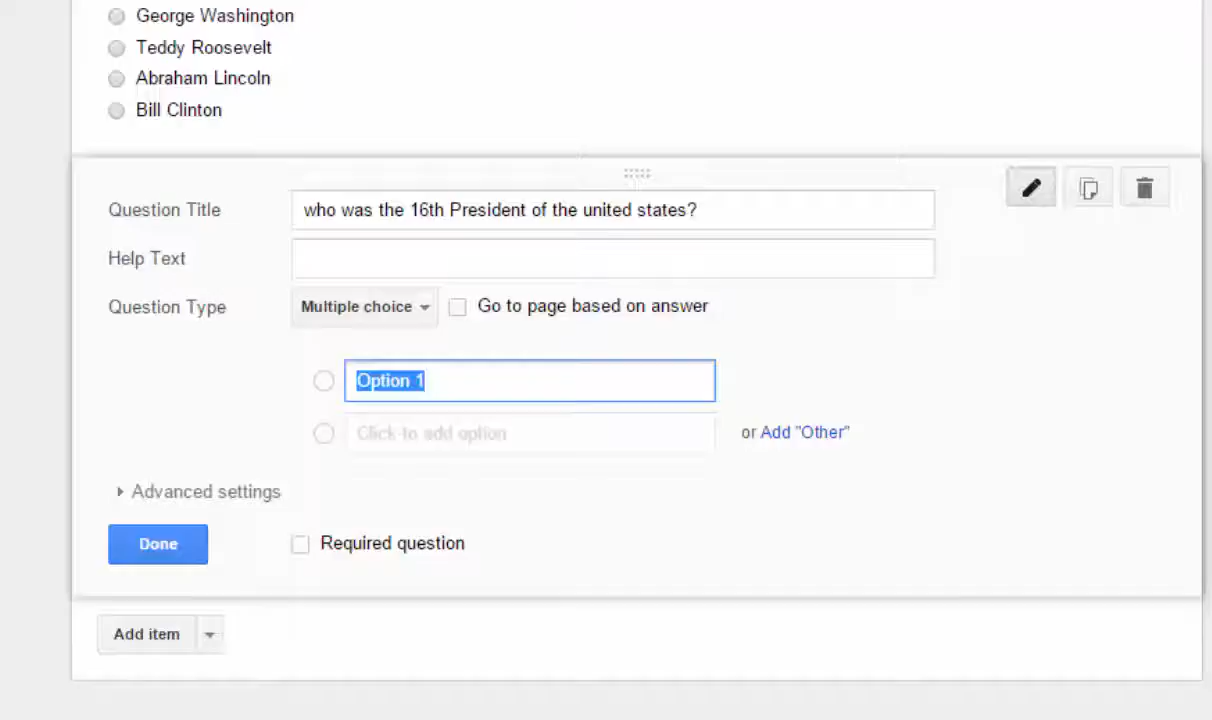 George Washington
Teddy Roosevelt
Abraham Lincoln
Bill Clinton
Question Title who was the 16th President of the united states?
Help Text
Question Type Multiple choice Go to page based on answer
Option 1
Click to add option or Add "Other"
Advanced settings
Done Required question
Add item